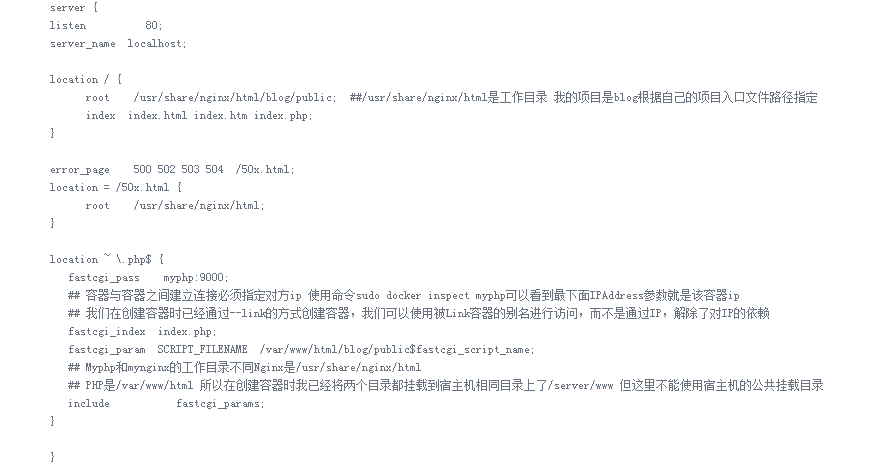 server {
listen          80;
server_name  localhost;
location / {
root    /usr/share/nginx/html/blog/public;  ##/usr/share/nginx/html是工作目录 我的项目是blog根据自己的项目入口文件路径指定
index  index.html index.htm index.php;
}
error_page    500 502 503 504  /50x.html;
location = /50x.html {
root    /usr/share/nginx/html;
}
location ~ \.php$ {
fastcgi_pass    myphp:9000;
## 容器与容器之间建立连接必须指定对方ip 使用命令sudo docker inspect myphp可以看到最下面IPAddress参数就是该容器ip
## 我们在创建容器时已经通过--link的方式创建容器，我们可以使用被Link容器的别名进行访问，而不是通过IP，解除了对IP的依赖
fastcgi_index  index.php;
fastcgi_param  SCRIPT_FILENAME  /var/www/html/blog/public$fastcgi_script_name;
## Myphp和mynginx的工作目录不同Nginx是/usr/share/nginx/html
## PHP是/var/www/html 所以在创建容器时我已经将两个目录都挂载到宿主机相同目录上了/server/www 但这里不能使用宿主机的公共挂载目录
include           fastcgi_params;
}
}